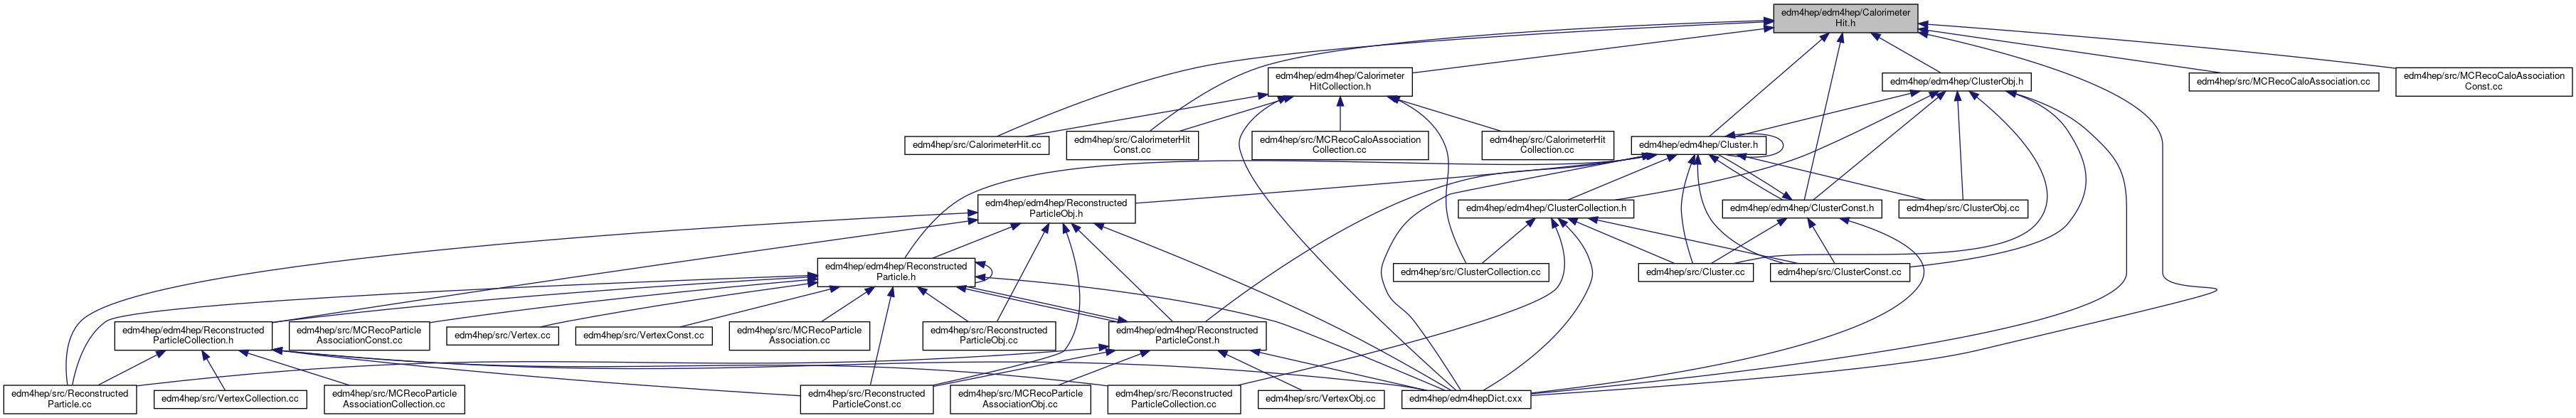 edm4hep/edm4hep/Calorimeter
Hit.h
edm4hep/edm4hep/Calorimeter
HitCollection.h
edm4hep/edm4hep/ClusterObj.h
edm4hep/src/MCRecoCaloAssociation.cc
edm4hep/src/MCRecoCaloAssociation
Const.cc
edm4hep/src/CalorimeterHit.cc
edm4hep/src/CalorimeterHit
Const.cc
edm4hep/src/MCRecoCaloAssociation
Collection.cc
edm4hep/src/CalorimeterHit
Collection.cc
edm4hep/edm4hep/Cluster.h
edm4hep/edm4hep/Reconstructed
ParticleObj.h
edm4hep/edm4hep/ClusterCollection.h
edm4hep/edm4hep/ClusterConst.h
edm4hep/src/ClusterObj.cc
edm4hep/edm4hep/Reconstructed
Particle.h
edm4hep/src/ClusterCollection.cc
edm4hep/src/Cluster.cc
edm4hep/src/ClusterConst.cc
edm4hep/edm4hep/Reconstructed
ParticleCollection.h
edm4hep/src/MCRecoParticle
AssociationConst.cc
edm4hep/src/Vertex.cc
edm4hep/src/VertexConst.cc
edm4hep/src/MCRecoParticle
Association.cc
edm4hep/src/Reconstructed
ParticleObj.cc
edm4hep/edm4hep/Reconstructed
ParticleConst.h
edm4hep/src/Reconstructed
Particle.cc
edm4hep/src/VertexCollection.cc
edm4hep/src/MCRecoParticle
AssociationCollection.cc
edm4hep/src/Reconstructed
ParticleConst.cc
edm4hep/src/MCRecoParticle
AssociationObj.cc
edm4hep/src/Reconstructed
ParticleCollection.cc
edm4hep/src/VertexObj.cc
edm4hep/edm4hepDict.cxx